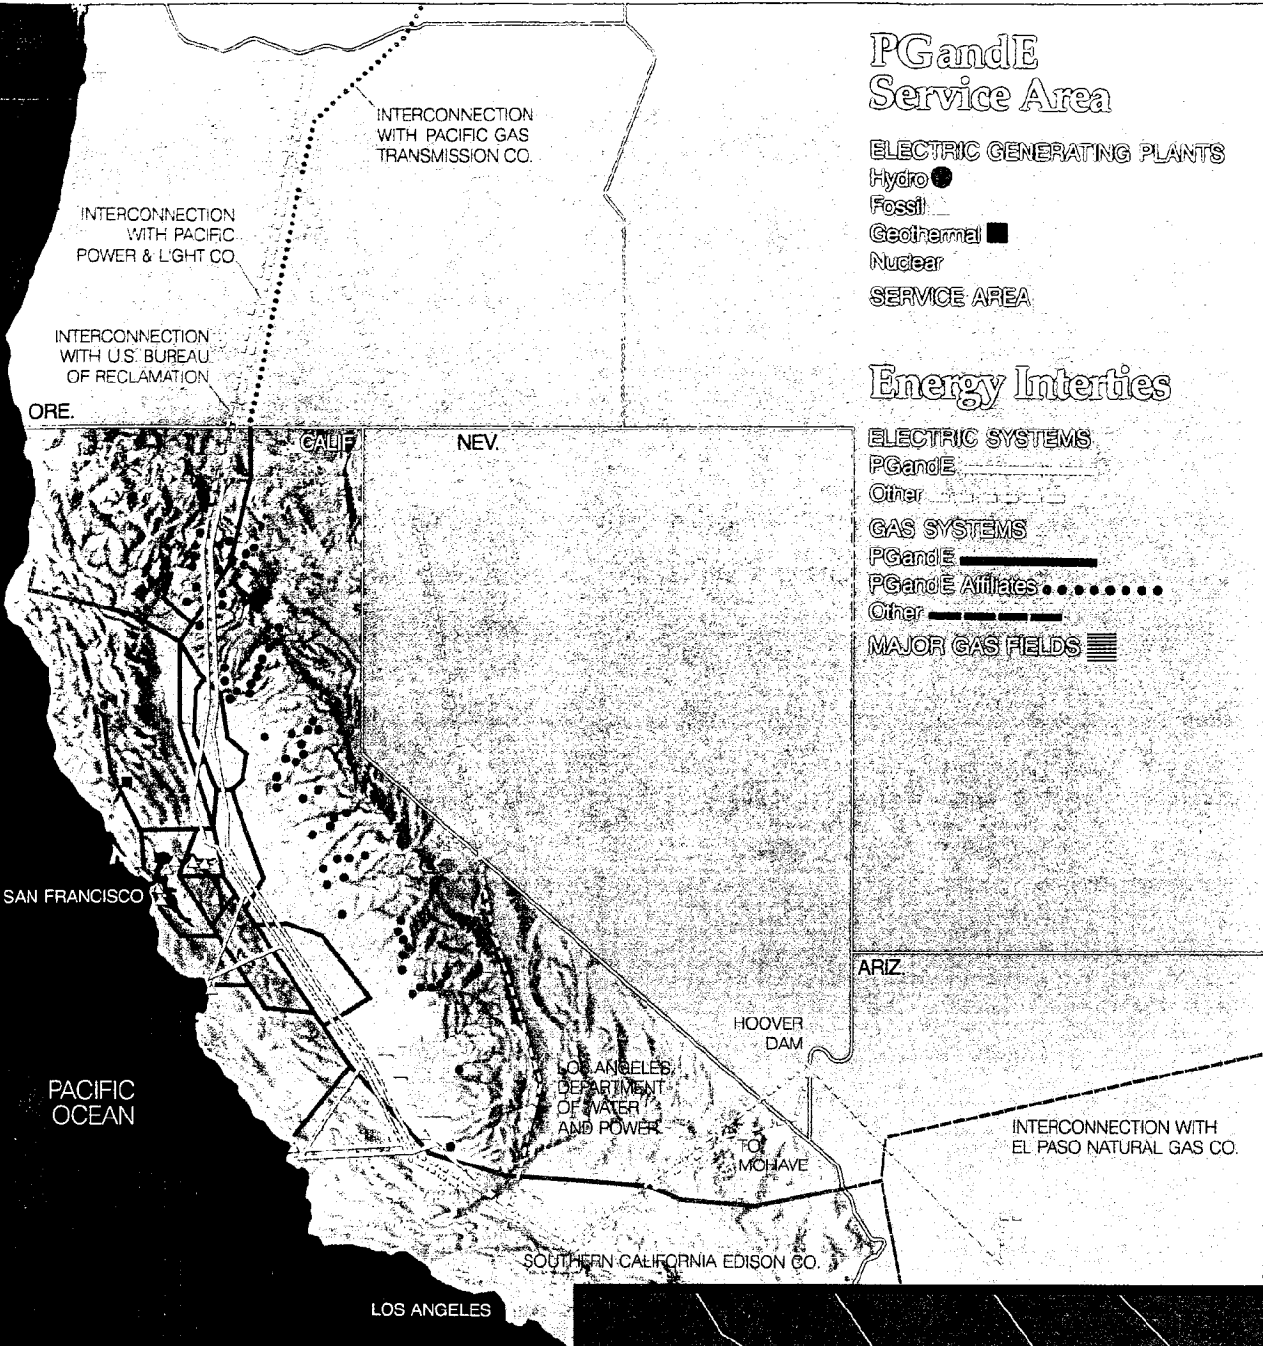 PGandE
Service Area
ELECTRIC GENERATING PLANTS
Hydro
Fossil
Geothermal
Nuclear
SERVICE AREA
Energy Interties
ELECTRIC SYSTEMS
PGandE
Other
GAS SYSTEMS
PGandE
PGandE Affiliates
Other
MAJOR GAS FIELDS
INTERCONNECTION
WITH PACIFIC GAS
TRANSMISSION CO.
INTERCONNECTION
WITH PACIFIC
POWER & LIGHT CO.
INTERCONNECTION
WITH U.S. BUREAU
OF RECLAMATION
ORE.
CALIF.
NEV.
SAN FRANCISCO
ARIZ.
HOOVER
DAM
PACIFIC
OCEAN
LOS ANGELES
DEPARTMENT
OF WATER
AND POWER
TO
MOHAVE
INTERCONNECTION WITH
EL PASO NATURAL GAS CO.
SOUTHERN CALIFORNIA EDISON CO.
LOS ANGELES